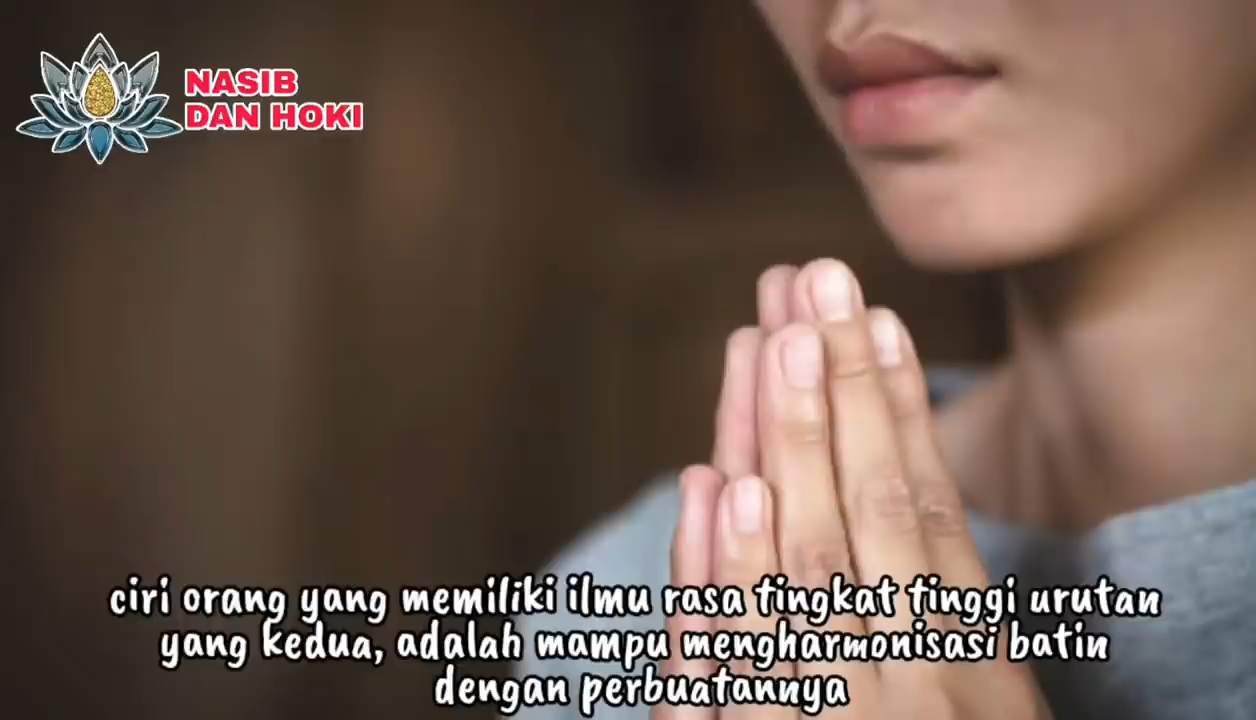 NASIB
DAN HOKI
ciri orang yang memiliki ilmu rasa tingkat tinggi urutan
yang kedua, adalah mampu mengharmonisasi batin
dengan perbuatannya